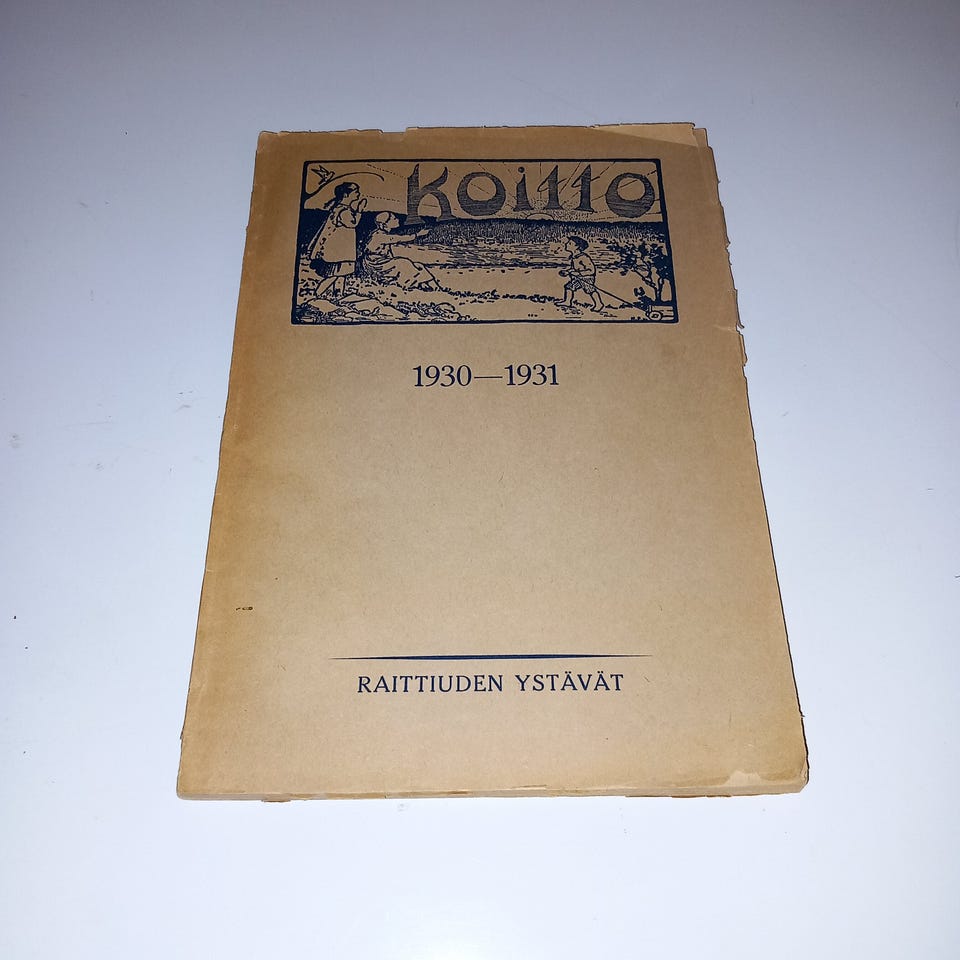 Koitto
1930—1931
RAITTIUDEN YSTÄVÄT